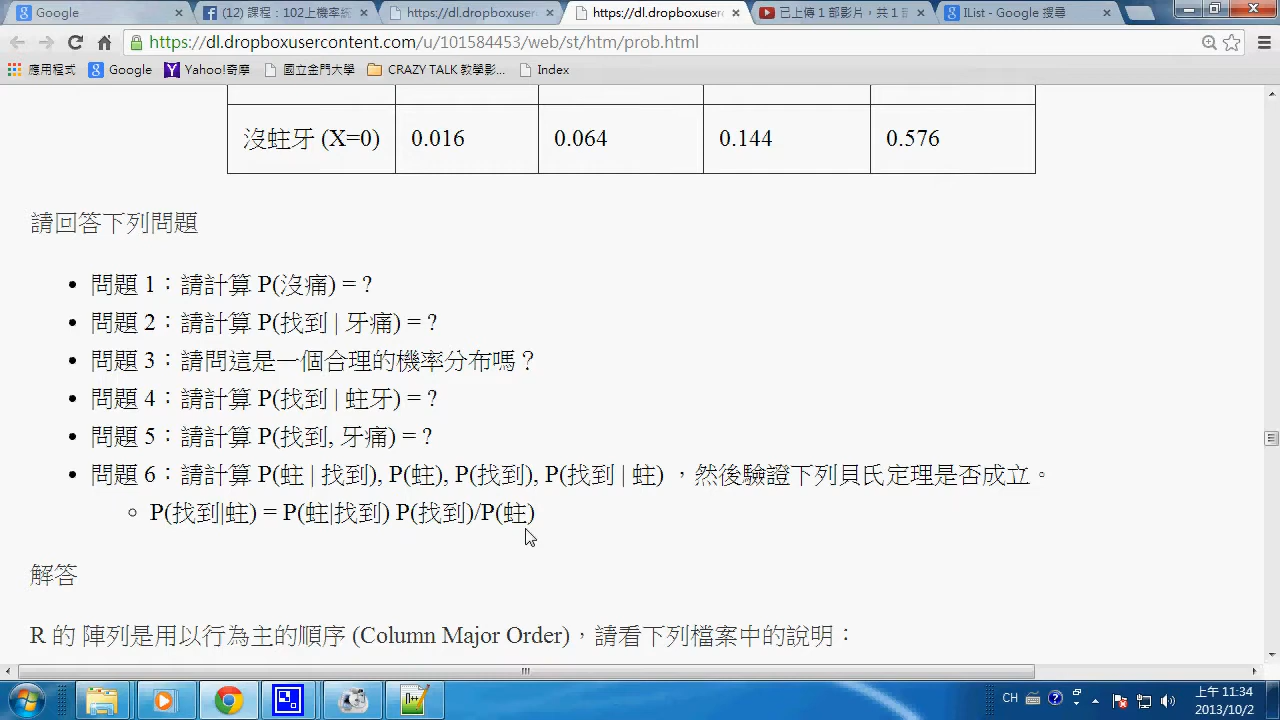 Google
(12) 課程：102上機率統
https://dl.dropboxuser
https://dl.dropboxuser
已上傳 1 部影片，共 1 部
IList - Google 搜尋
https://dl.dropboxusercontent.com/u/101584453/web/st/htm/prob.html
應用程式
Google
Yahoo!奇摩
國立金門大學
CRAZY TALK 教學影...
Index
沒蛀牙 (X=0) 0.016 0.064 0.144 0.576
請回答下列問題
問題 1：請計算 P(沒痛) = ?
問題 2：請計算 P(找到 | 牙痛) = ?
問題 3：請問這是一個合理的機率分布嗎？
問題 4：請計算 P(找到 | 蛀牙) = ?
問題 5：請計算 P(找到, 牙痛) = ?
問題 6：請計算 P(蛀 | 找到), P(蛀), P(找到), P(找到 | 蛀) ，然後驗證下列貝氏定理是否成立。
P(找到|蛀) = P(蛀|找到) P(找到)/P(蛀)
解答
R 的 陣列是用以行為主的順序 (Column Major Order)，請看下列檔案中的說明：
CH
上午 11:34
2013/10/2